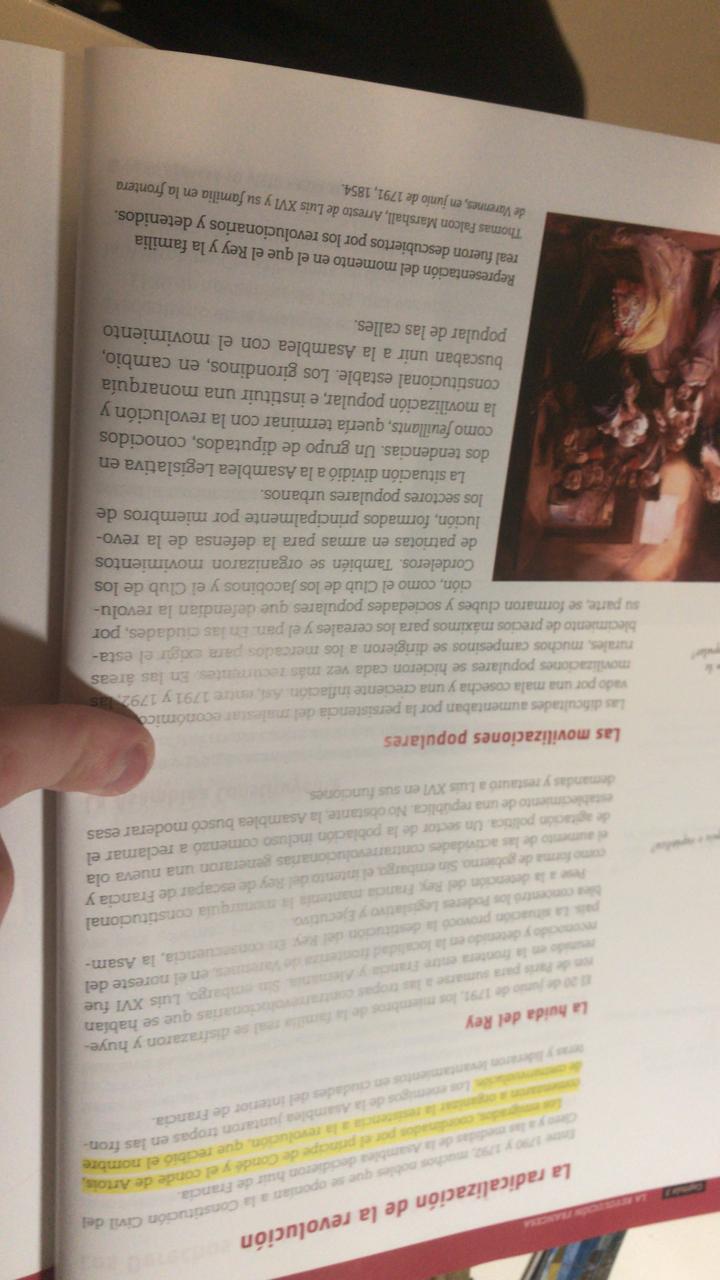 Capítulo 3 LA REVOLUCIÓN FRANCESA
La radicalización de la revolución
Entre 1790 y 1792, muchos nobles que se oponían a la Constitución Civil del
Clero y a las medidas de la Asamblea decidieron huir de Francia.
Los emigrados, coordinados por el príncipe de Condé y el conde de Artois,
comenzaron a organizar la resistencia a la revolución, que recibió el nombre
de contrarrevolución. Los enemigos de la Asamblea juntaron tropas en las fron-
teras y lideraron levantamientos en ciudades del interior de Francia.
La huida del Rey
El 20 de junio de 1791, los miembros de la familia real se disfrazaron y huye-
ron de París para sumarse a las tropas contrarrevolucionarias que se habían
reunido en la frontera entre Francia y Alemania. Sin embargo, Luis XVI fue
reconocido y detenido en la localidad fronteriza de Varennes, en el noreste del
país. La situación provocó la destitución del Rey. En consecuencia, la Asam-
blea concentró los Poderes Legislativo y Ejecutivo.
Pese a la detención del Rey, Francia mantenía la monarquía constitucional
como forma de gobierno. Sin embargo, el intento del Rey de escapar de Francia y
el aumento de las actividades contrarrevolucionarias generaron una nueva ola
de agitación política. Un sector de la población incluso comenzó a reclamar el
establecimiento de una república. No obstante, la Asamblea buscó moderar esas
demandas y restauró a Luis XVI en sus funciones.
o república?
Las movilizaciones populares
Las dificultades aumentaban por la persistencia del malestar económico
vado por una mala cosecha y una creciente inflación. Así, entre 1791 y 1792, las
movilizaciones populares se hicieron cada vez más recurrentes. En las áreas
rurales, muchos campesinos se dirigieron a los mercados para exigir el esta-
blecimiento de precios máximos para los cereales y el pan. En las ciudades, por
su parte, se formaron clubes y sociedades populares que defendían la revolu-
ción, como el Club de los Jacobinos y el Club de los
Cordeleros. También se organizaron movimientos
de patriotas en armas para la defensa de la revo-
lución, formados principalmente por miembros de
los sectores populares urbanos.
La situación dividió a la Asamblea Legislativa en
dos tendencias. Un grupo de diputados, conocidos
como feuillants, quería terminar con la revolución y
la movilización popular, e instituir una monarquía
constitucional estable. Los girondinos, en cambio,
buscaban unir a la Asamblea con el movimiento
popular de las calles.
Representación del momento en el que el Rey y la familia
real fueron descubiertos por los revolucionarios y detenidos.
Thomas Falcon Marshall, Arresto de Luis XVI y su familia en la frontera
de Varennes, en junio de 1791, 1854.